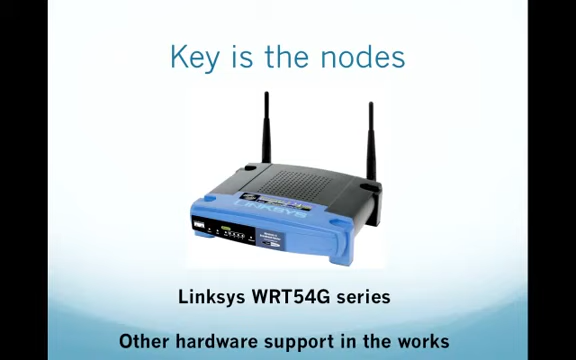 Key is the nodes
LINKSYS
Linksys WRT54G series
Other hardware support in the works